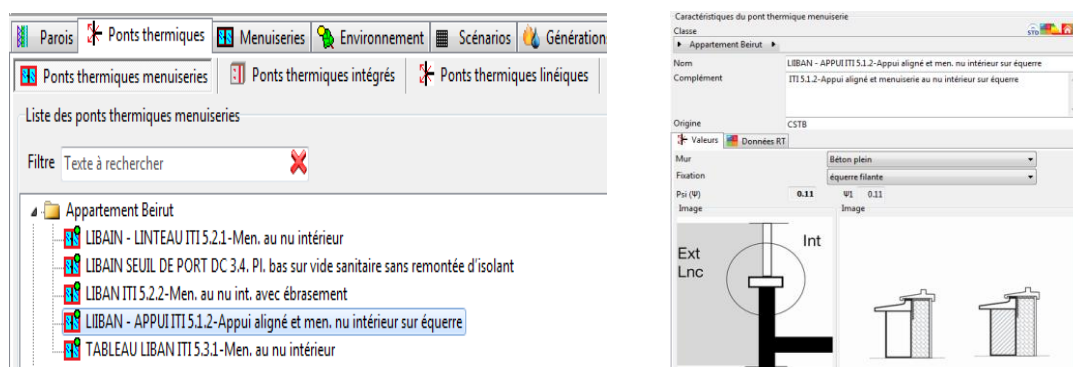 Parois Ponts thermiques Menuiseries Environnement Scénarios Génération
Ponts thermiques menuiseries Ponts thermiques intégrés Ponts thermiques linéiques
Liste des ponts thermiques menuiseries
Filtre Texte à rechercher
Appartement Beirut
LIBAIN - LINTEAU ITI 5.2.1-Men. au nu intérieur
LIBAIN SEUIL DE PORT DC 3.4. Pl. bas sur vide sanitaire sans remontée d'isolant
LIBAN ITI 5.2.2-Men. au nu int. avec ébrasement
LIIBAN - APPUI ITI 5.1.2-Appui aligné et men. nu intérieur sur équerre
TABLEAU LIBAN ITI 5.3.1-Men. au nu intérieur
Caractéristiques du pont thermique menuiserie
Classe
STD
Appartement Beirut
Nom LIIBAN - APPUI ITI 5.1.2-Appui aligné et men. nu intérieur sur équerre
Complément ITI 5.1.2-Appui aligné et menuiserie au nu intérieur sur équerre
Origine CSTB
Valeurs Données RT
Mur Béton plein
Fixation équerre filante
Psi (Ψ) 0.11 Ψ1 0.11
Image Image
Ext Int
Lnc